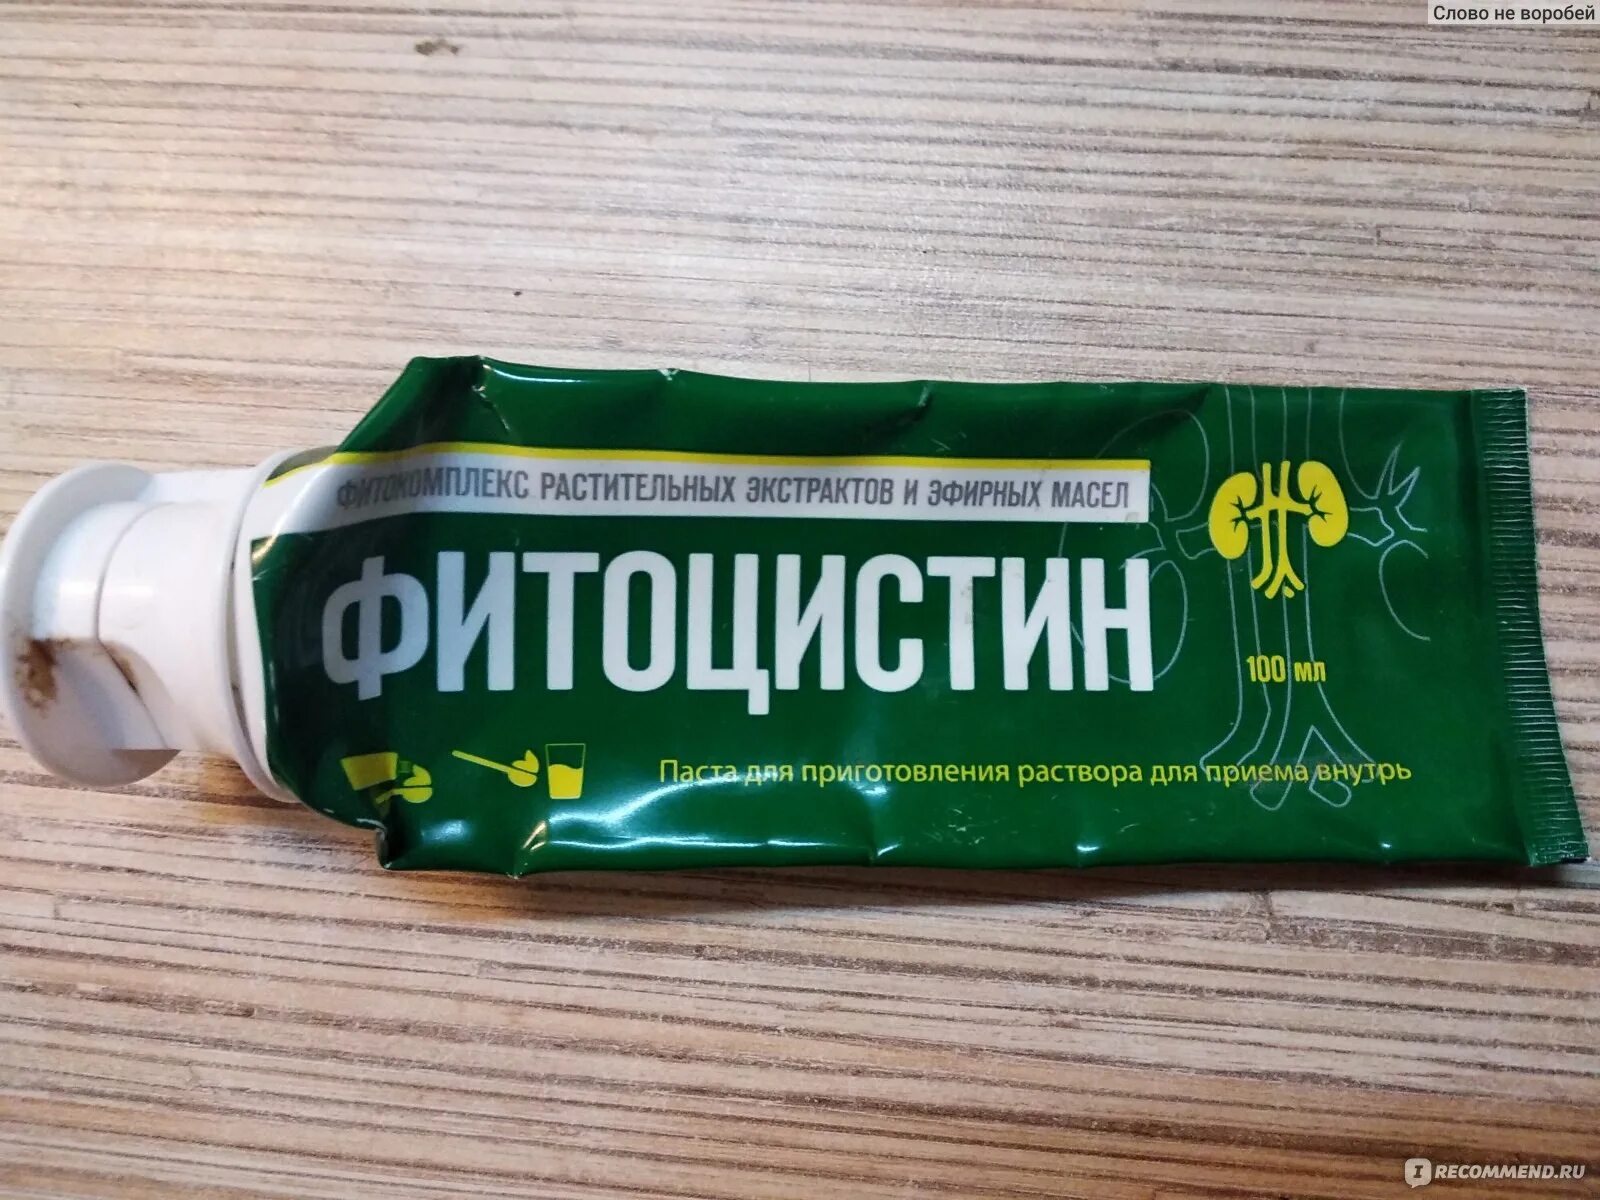 Слово не воробей
ФИТОКОМПЛЕКС РАСТИТЕЛЬНЫХ ЭКСТРАКТОВ И ЭФИРНЫХ МАСЕЛ
ФИТОЦИСТИН
100 мл
Паста для приготовления раствора для приема внутрь
IRECOMMEND.RU